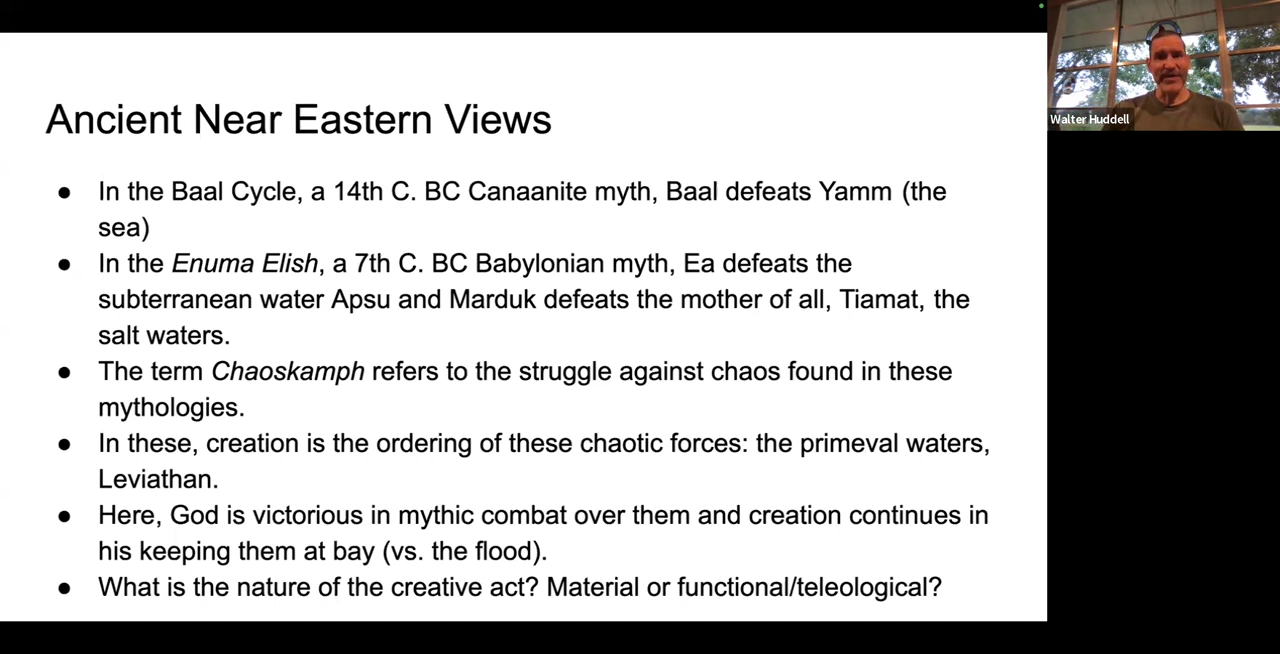 Ancient Near Eastern Views
● In the Baal Cycle, a 14th C. BC Canaanite myth, Baal defeats Yamm (the
sea)
● In the Enuma Elish, a 7th C. BC Babylonian myth, Ea defeats the
subterranean water Apsu and Marduk defeats the mother of all, Tiamat, the
salt waters.
● The term Chaoskamph refers to the struggle against chaos found in these
mythologies.
● In these, creation is the ordering of these chaotic forces: the primeval waters,
Leviathan.
● Here, God is victorious in mythic combat over them and creation continues in
his keeping them at bay (vs. the flood).
● What is the nature of the creative act? Material or functional/teleological?
Walter Huddell